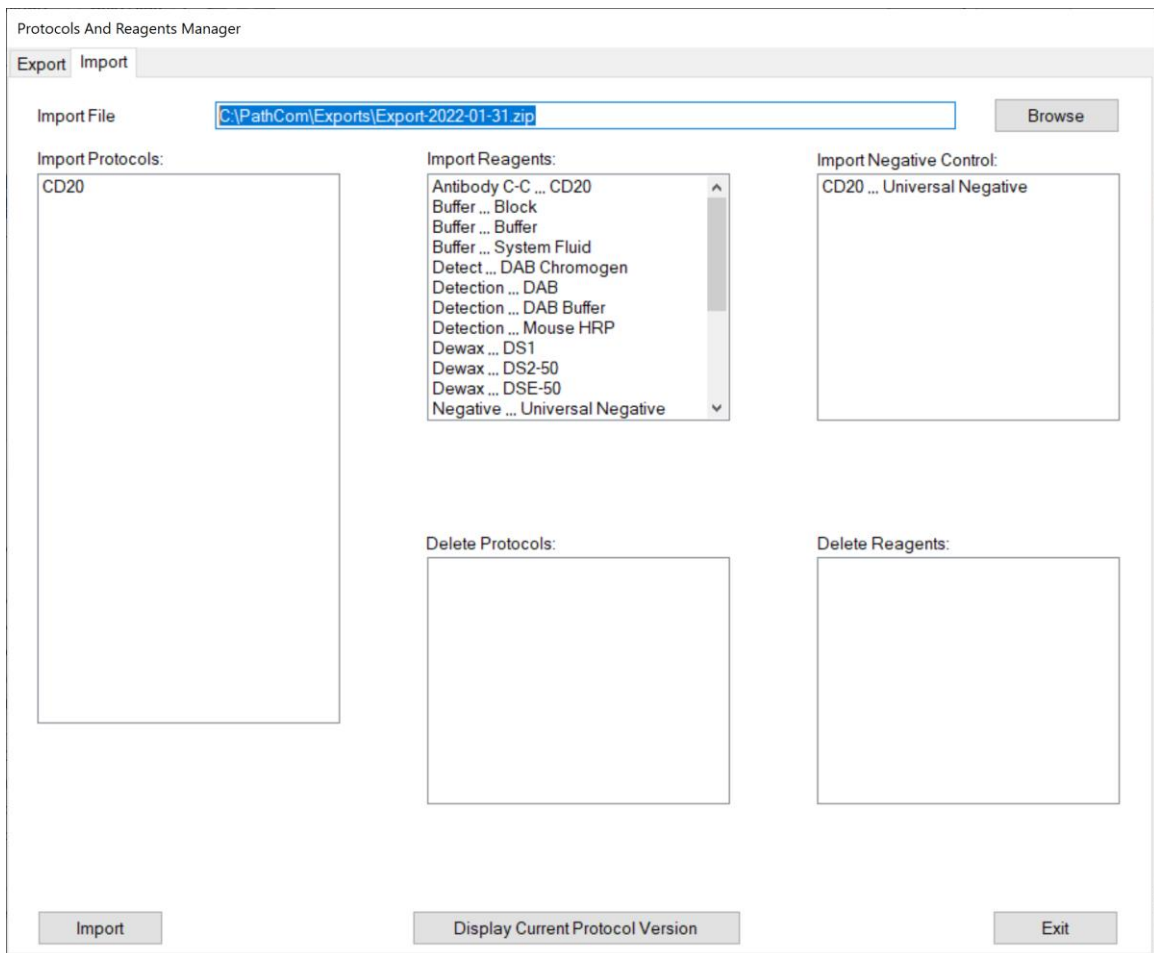 Protocols And Reagents Manager
Export Import
Import File C:\PathCom\Exports\Export-2022-01-31.zip Browse
Import Protocols:
CD20
Import Reagents:
Antibody C-C ... CD20
Buffer ... Block
Buffer ... Buffer
Buffer ... System Fluid
Detect ... DAB Chromogen
Detection ... DAB
Detection ... DAB Buffer
Detection ... Mouse HRP
Dewax ... DS1
Dewax ... DS2-50
Dewax ... DSE-50
Negative ... Universal Negative
Import Negative Control:
CD20 ... Universal Negative
Delete Protocols:
Delete Reagents:
Import Display Current Protocol Version Exit